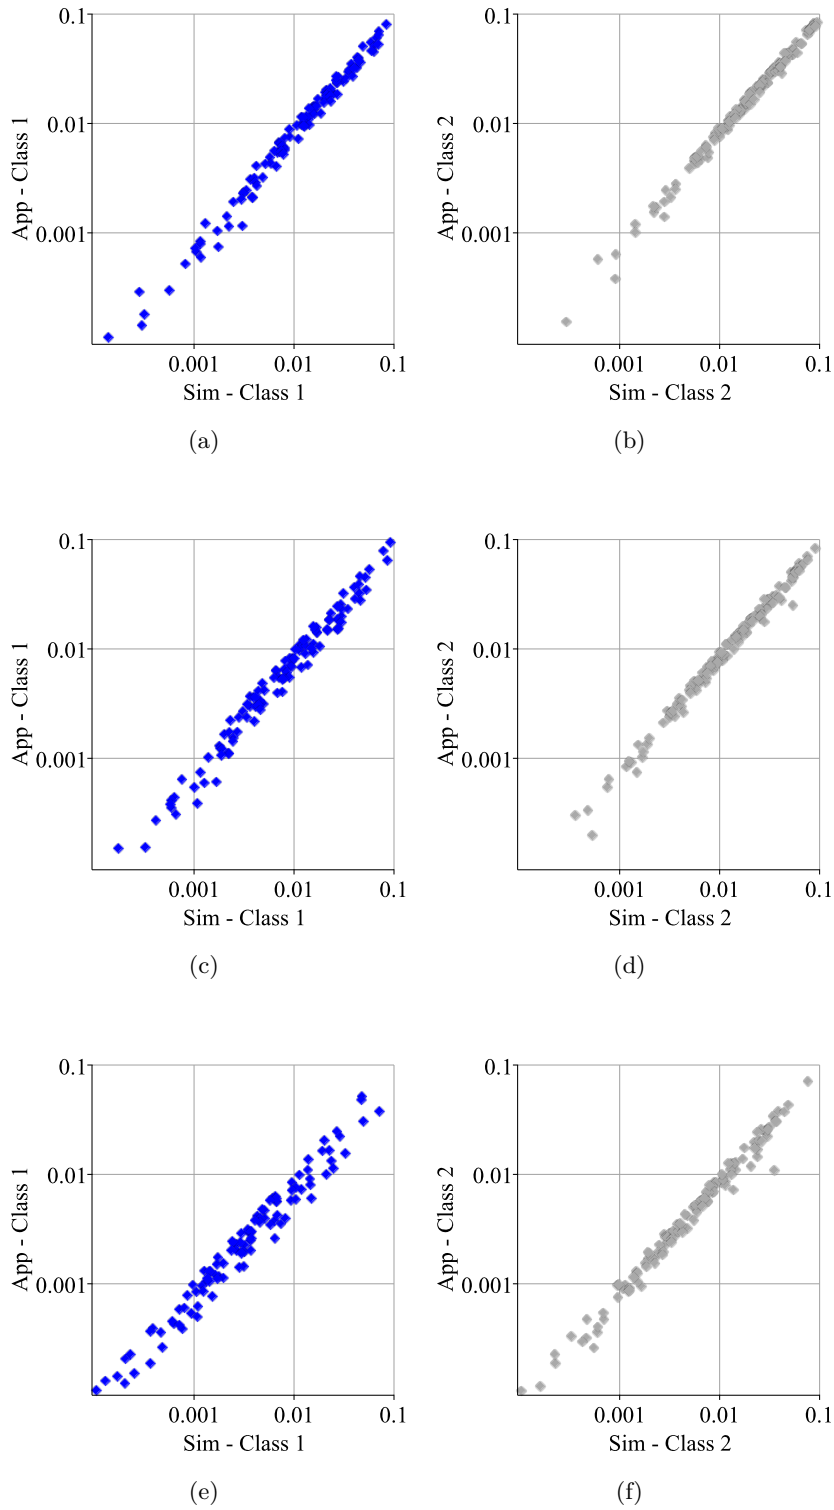 0.1
0.01
0.001
App - Class 1
0.001 0.01 0.1
Sim - Class 1
(a)
0.1
0.01
0.001
App - Class 2
0.001 0.01 0.1
Sim - Class 2
(b)
0.1
0.01
0.001
App - Class 1
0.001 0.01 0.1
Sim - Class 1
(c)
0.1
0.01
0.001
App - Class 2
0.001 0.01 0.1
Sim - Class 2
(d)
0.1
0.01
0.001
App - Class 1
0.001 0.01 0.1
Sim - Class 1
(e)
0.1
0.01
0.001
App - Class 2
0.001 0.01 0.1
Sim - Class 2
(f)